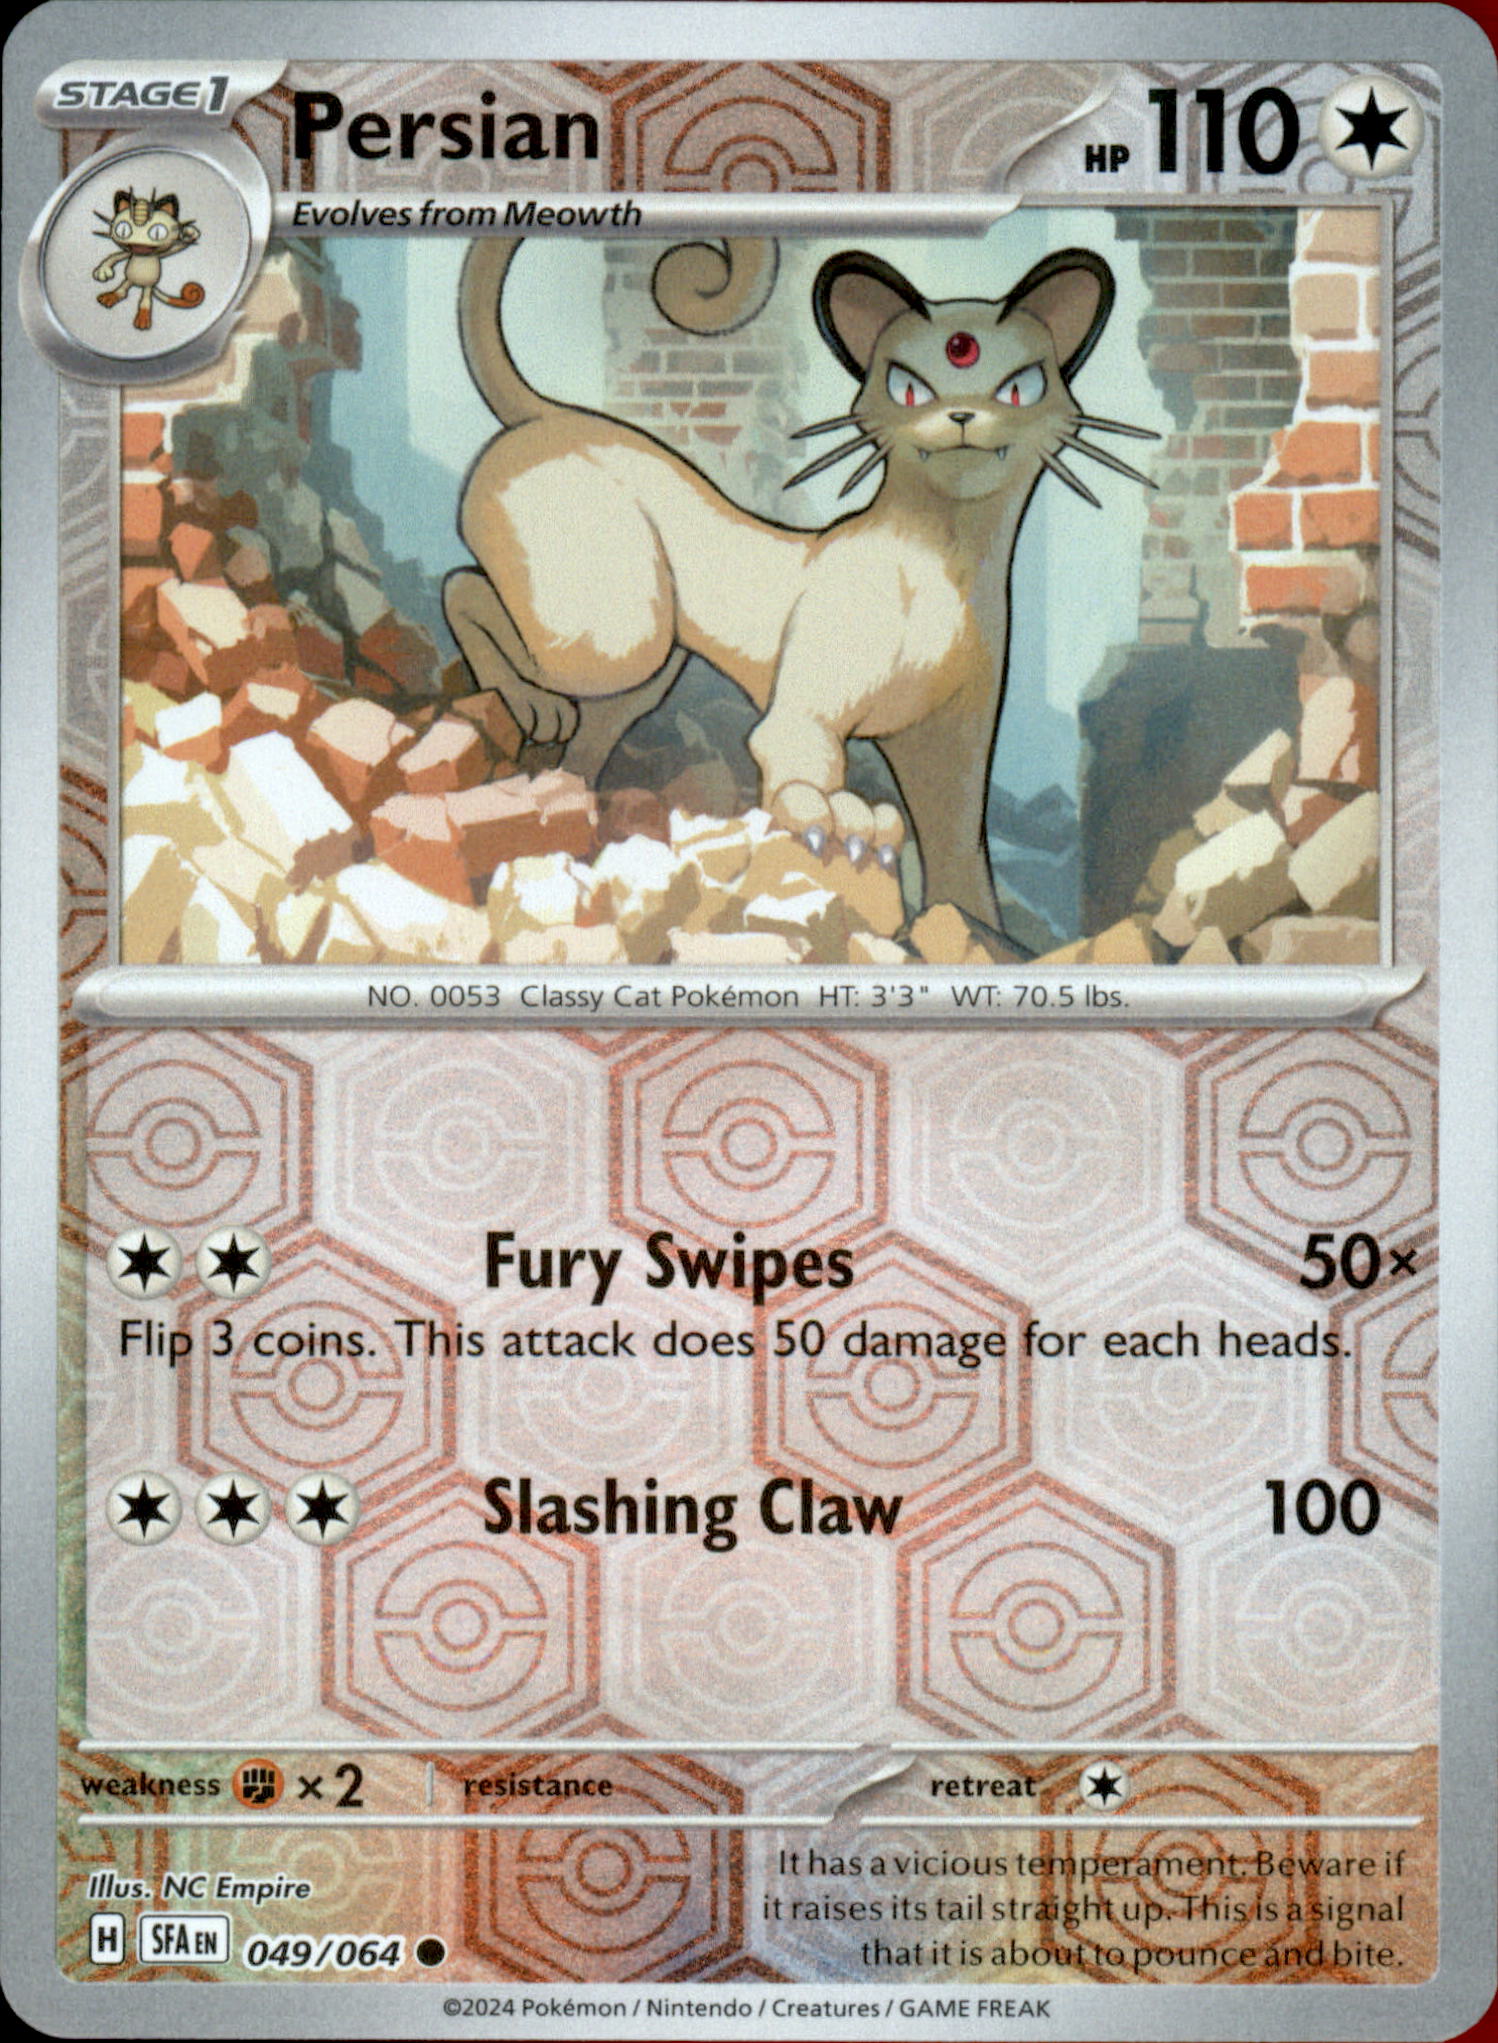 STAGE 1
Persian
HP 110
Evolves from Meowth
NO. 0053 Classy Cat Pokémon HT: 3'3" WT: 70.5 lbs.
Fury Swipes 50×
Flip 3 coins. This attack does 50 damage for each heads.
Slashing Claw 100
weakness ×2 resistance retreat
Illus. NC Empire
H SFA EN 049/064
It has a vicious temperament. Beware if
it raises its tail straight up. This is a signal
that it is about to pounce and bite.
©2024 Pokémon / Nintendo / Creatures / GAME FREAK